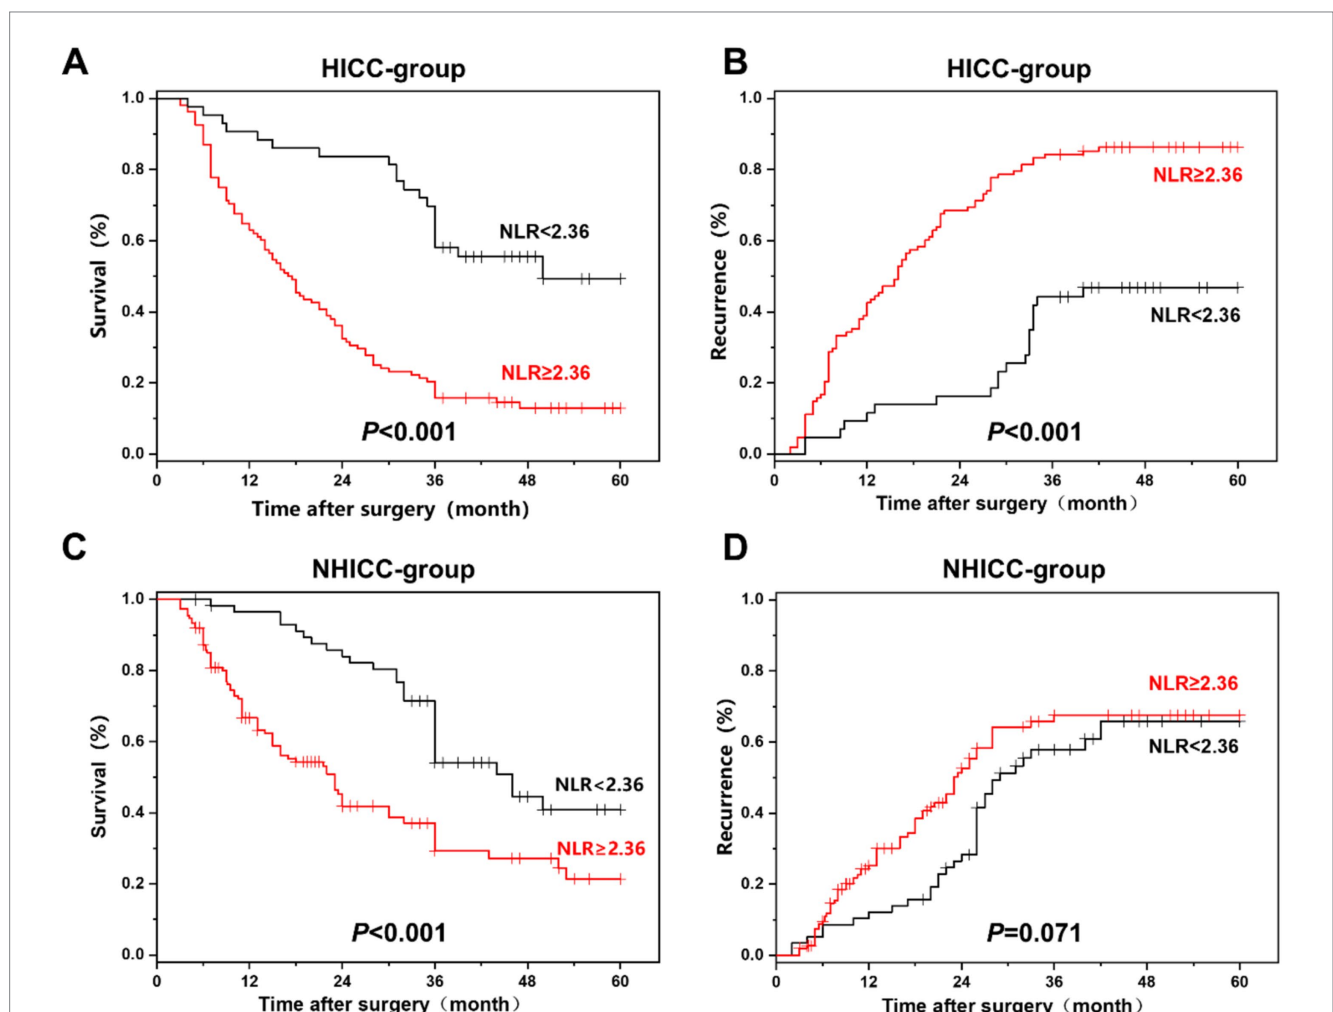 A
HICC-group
1.0
0.8
0.6
0.4
0.2
0.0
Survival (%)
NLR<2.36
NLR≥2.36
P<0.001
0 12 24 36 48 60
Time after surgery (month)
B
HICC-group
1.0
0.8
0.6
0.4
0.2
0.0
Recurrence (%)
NLR≥2.36
NLR<2.36
P<0.001
0 12 24 36 48 60
Time after surgery（month）
C
NHICC-group
1.0
0.8
0.6
0.4
0.2
0.0
Survival (%)
NLR<2.36
NLR≥2.36
P<0.001
0 12 24 36 48 60
Time after surgery（month）
D
NHICC-group
1.0
0.8
0.6
0.4
0.2
0.0
Recurrence (%)
NLR≥2.36
NLR<2.36
P=0.071
0 12 24 36 48 60
Time after surgery（month）